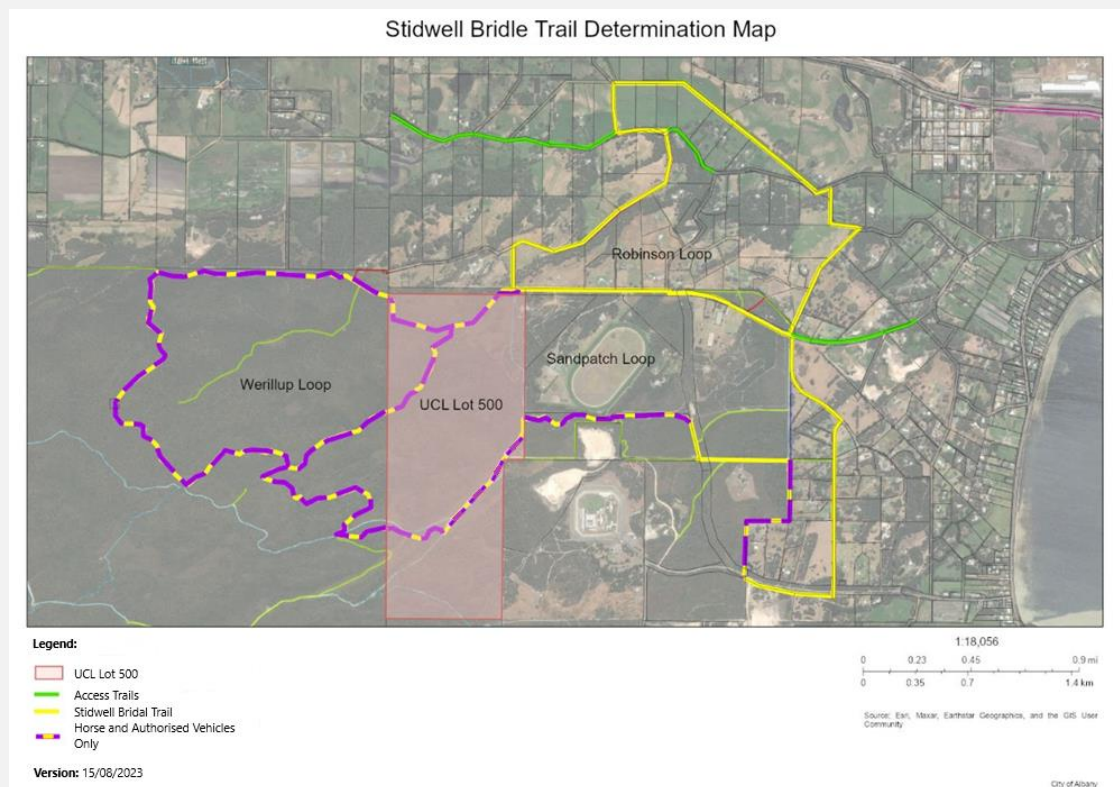 Stidwell Bridle Trail Determination Map
Robinson Loop
Sandpatch Loop
Werillup Loop
UCL Lot 500
Legend:
UCL Lot 500
Access Trails
Stidwell Bridal Trail
Horse and Authorised Vehicles
Only
Version: 15/08/2023
1:18,056
0 0.23 0.45 0.9 mi
0 0.35 0.7 1.4 km
Source: Esri, Maxar, Earthstar Geographics, and the GIS User
Community
City of Albany